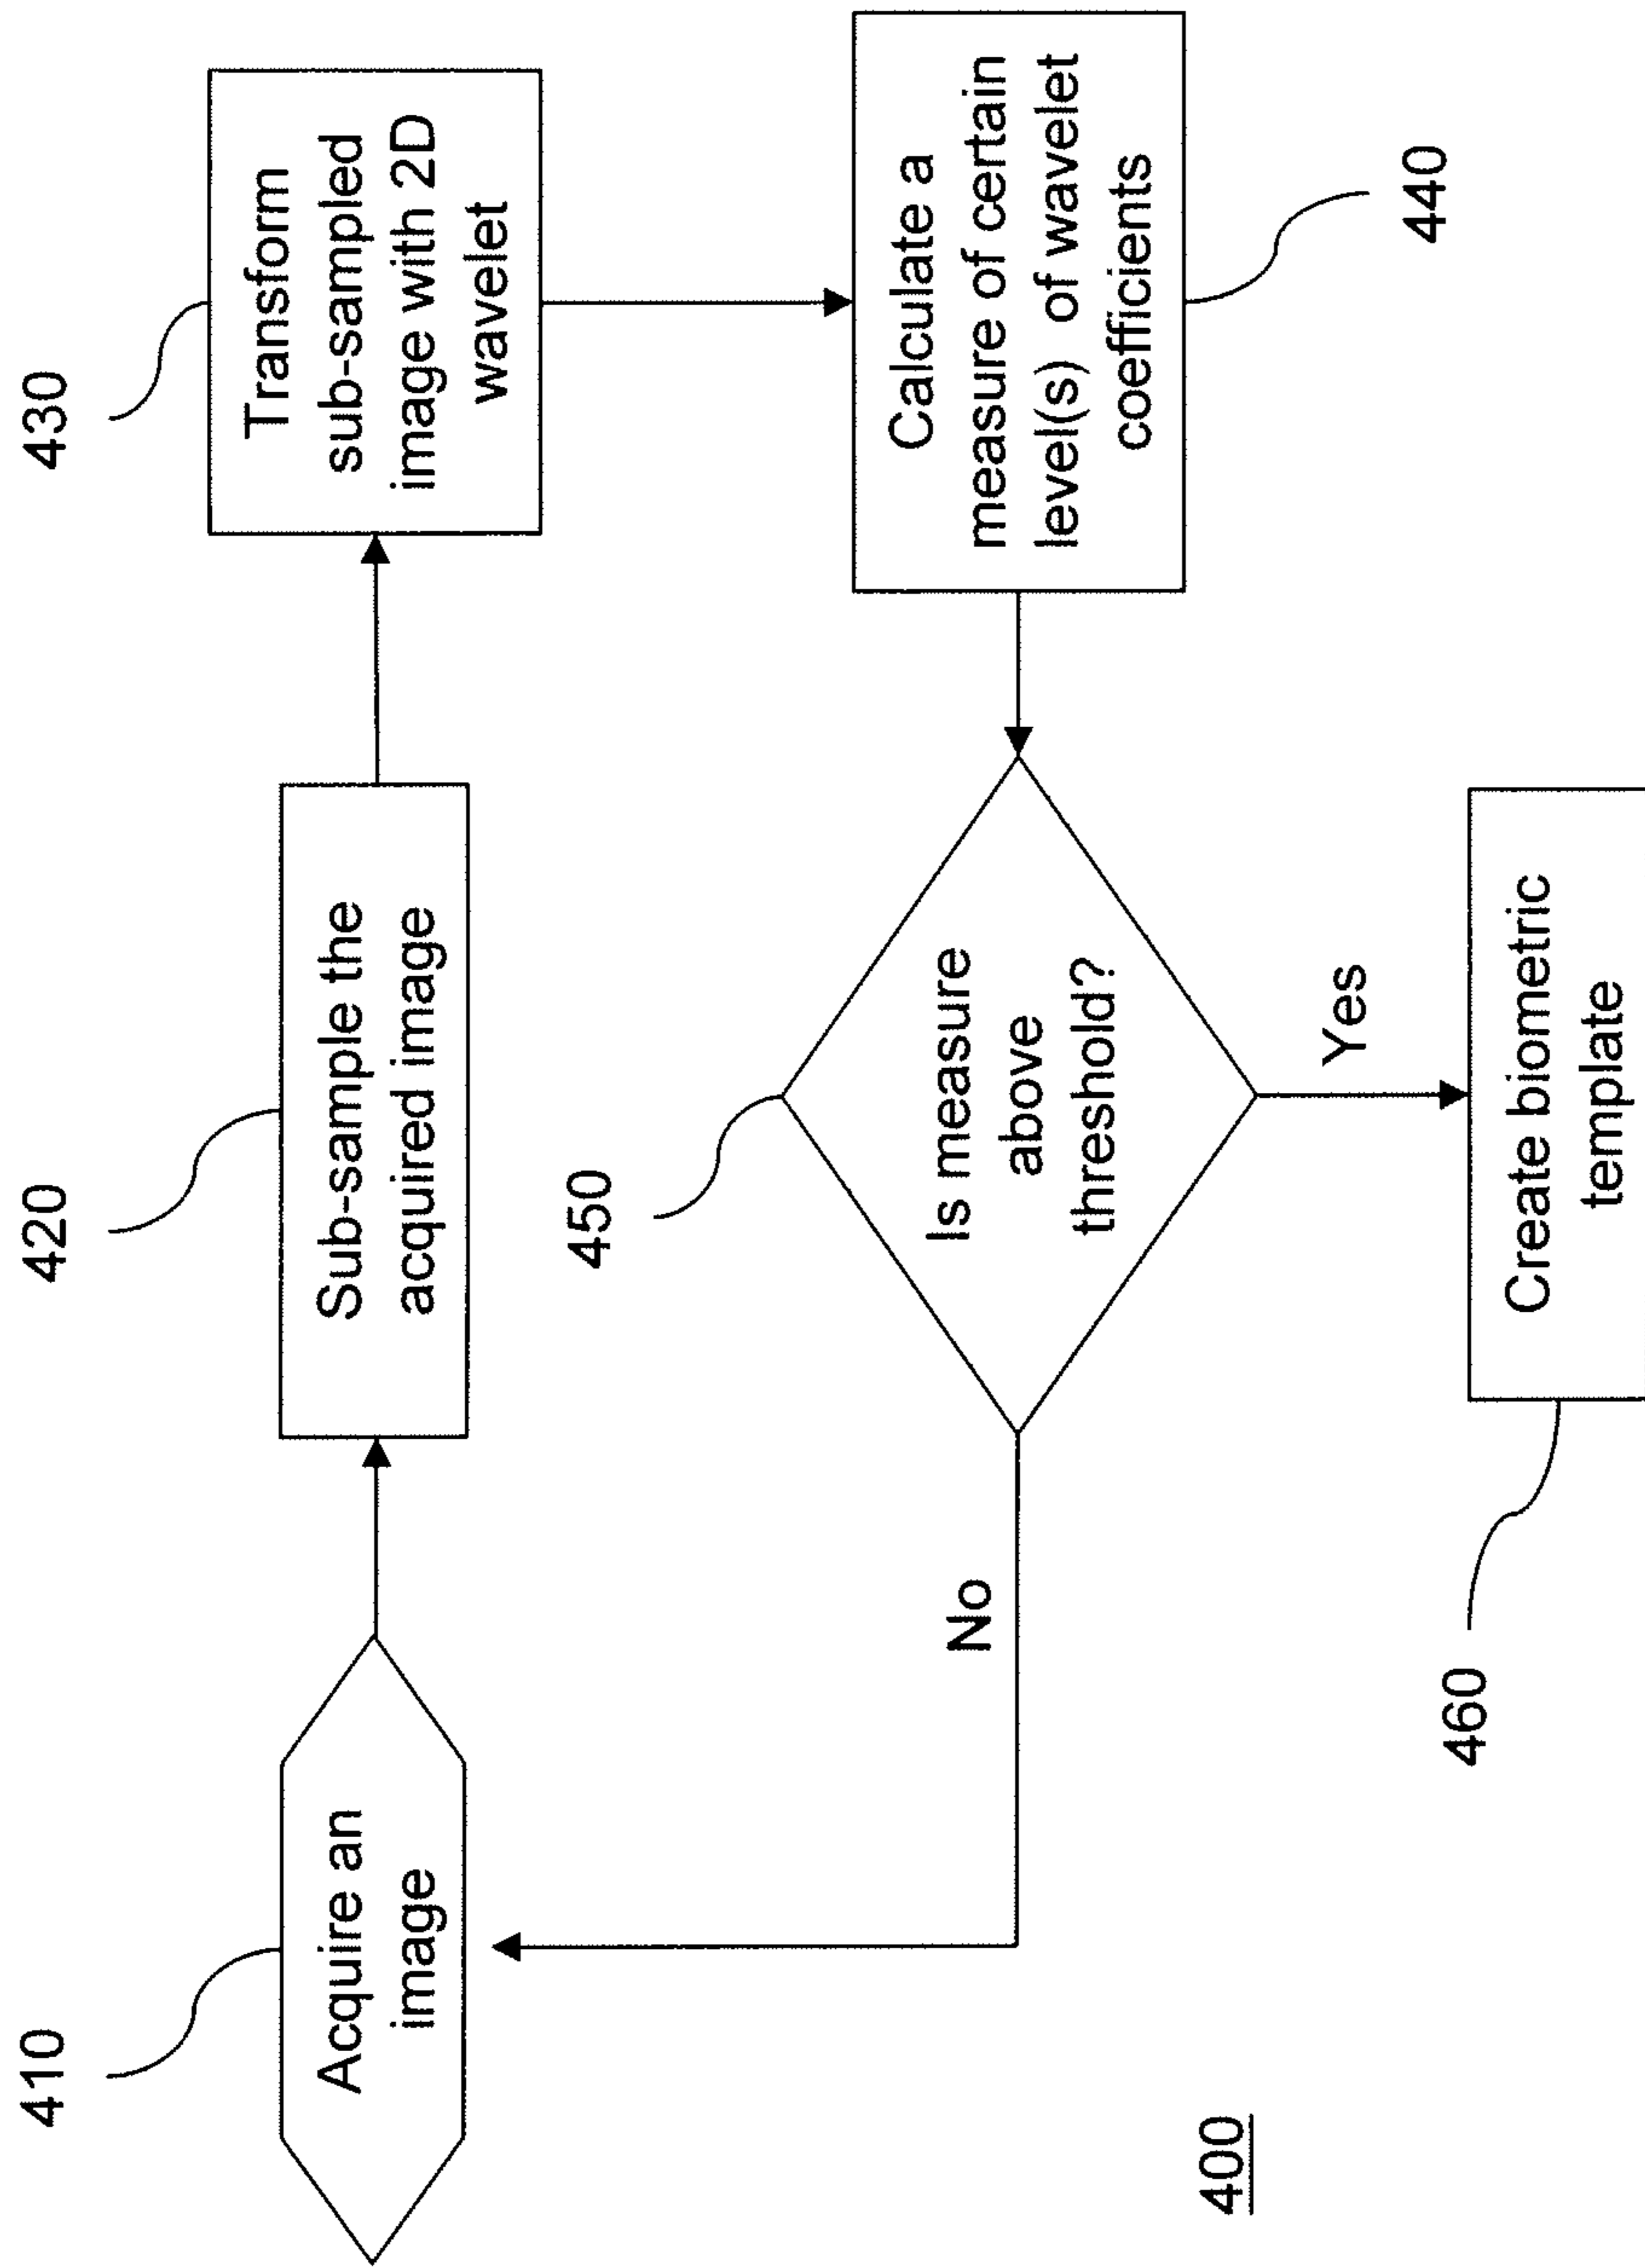 410
Acquire an
image
420
Sub-sample the
acquired image
430
Transform
sub-sampled
image with 2D
wavelet
440
Calculate a
measure of certain
level(s) of wavelet
coefficients
450
Is measure
above
threshold?
No
Yes
460
Create biometric
template
400